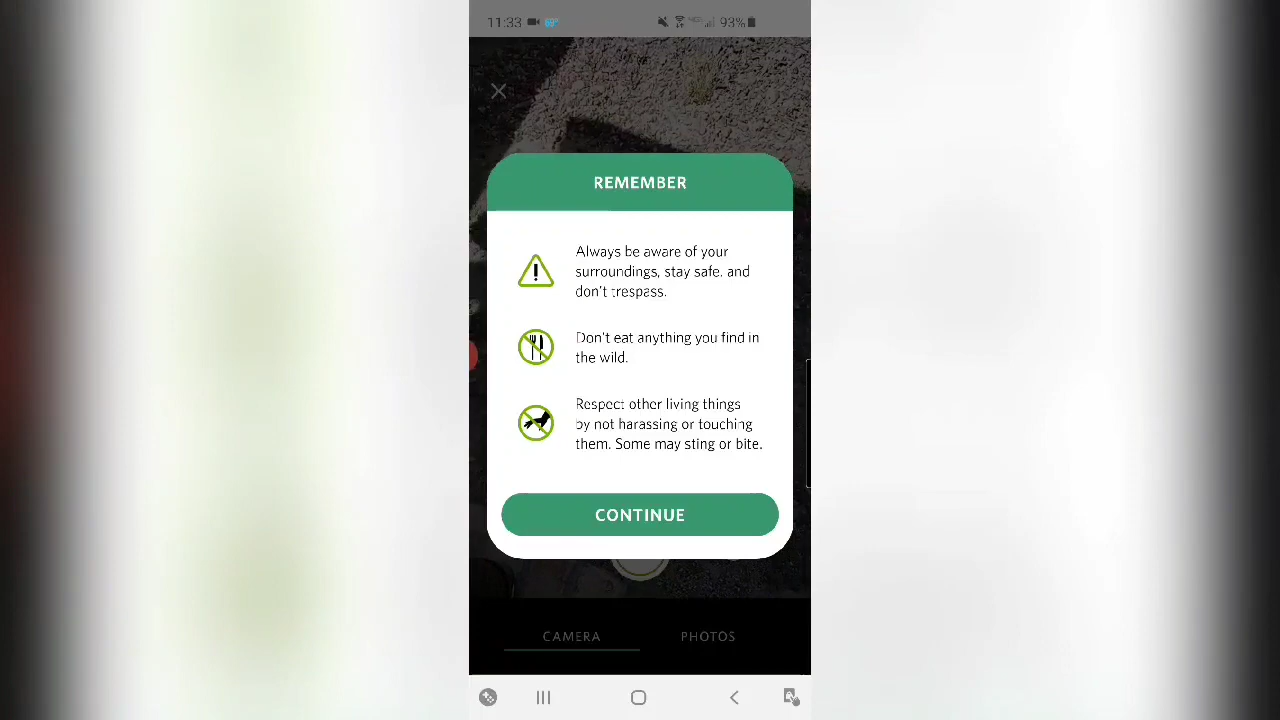 11:33 69° 93%
REMEMBER
Always be aware of your
surroundings, stay safe, and
don't trespass.
Don't eat anything you find in
the wild.
Respect other living things
by not harassing or touching
them. Some may sting or bite.
CONTINUE
CAMERA PHOTOS